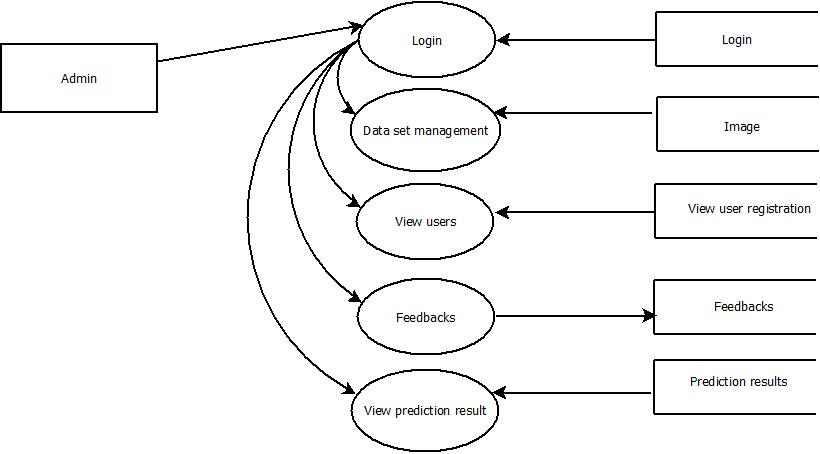 Login
Login
Admin
Data set management
Image
View users
View user registration
Feedbacks
Feedbacks
View prediction result
Prediction results